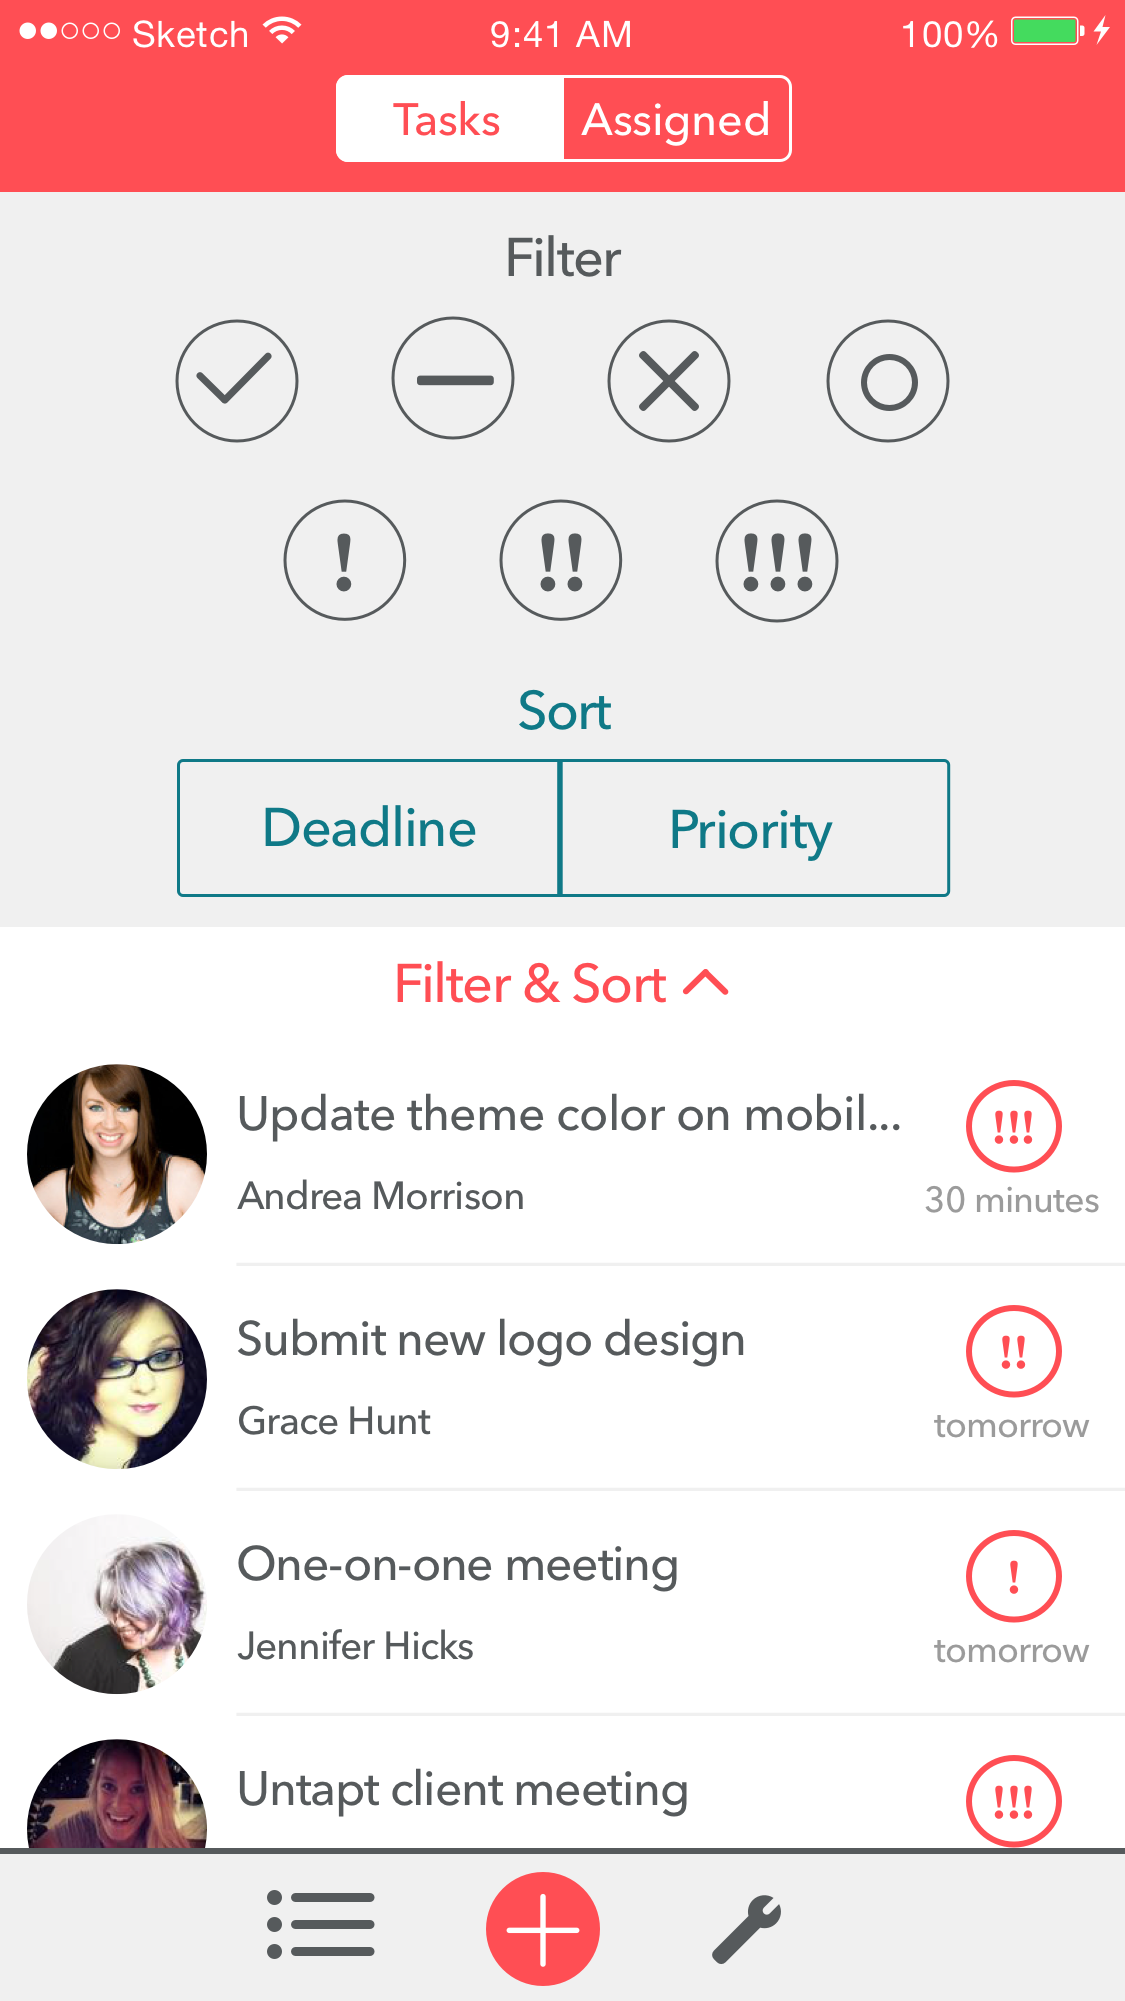 Sketch 9:41 AM 100%
Tasks Assigned
Filter
! !! !!!
Sort
Deadline Priority
Filter & Sort
Update theme color on mobil...
!!!
Andrea Morrison
30 minutes
Submit new logo design
!!
Grace Hunt
tomorrow
One-on-one meeting
!
Jennifer Hicks
tomorrow
Untapt client meeting
!!!